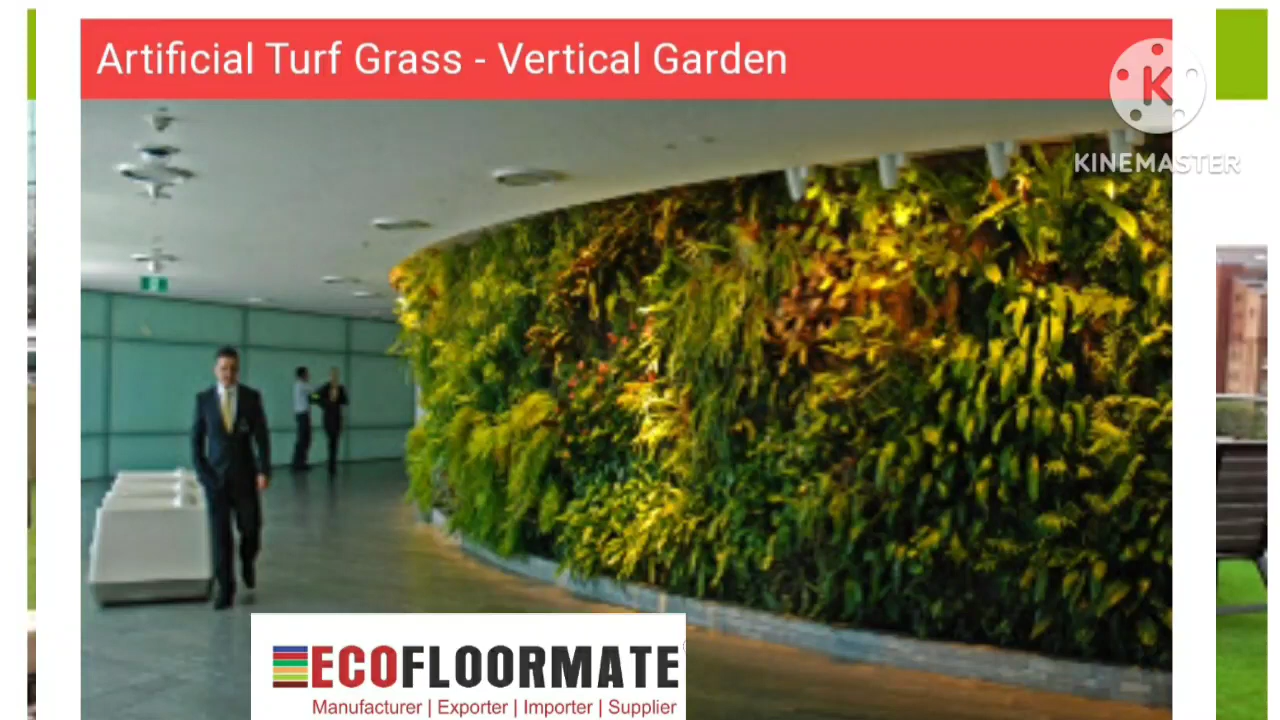 Artificial Turf Grass - Vertical Garden
K
KINEMASTER
ECOFLOORMATE
Manufacturer | Exporter | Importer | Supplier